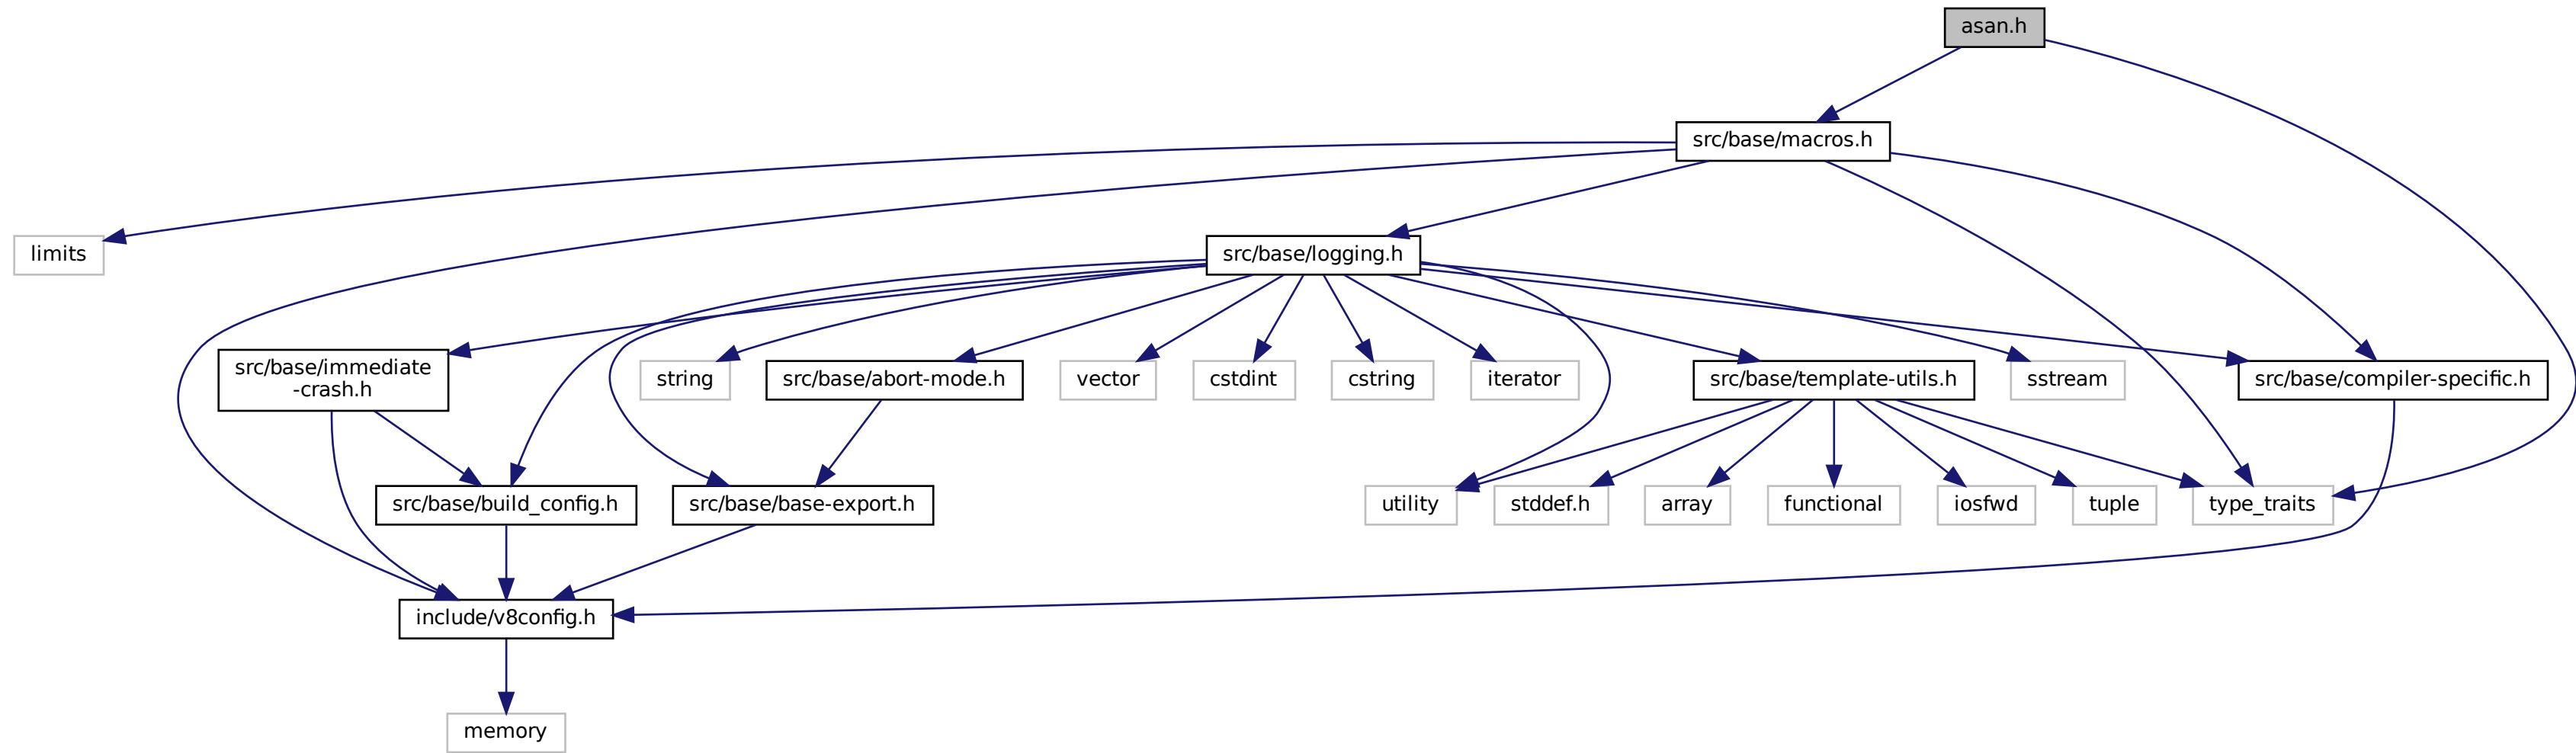 asan.h
src/base/macros.h
limits
src/base/logging.h
src/base/immediate
-crash.h
string
src/base/abort-mode.h
vector
cstdint
cstring
iterator
src/base/template-utils.h
sstream
src/base/compiler-specific.h
src/base/build_config.h
src/base/base-export.h
utility
stddef.h
array
functional
iosfwd
tuple
type_traits
include/v8config.h
memory